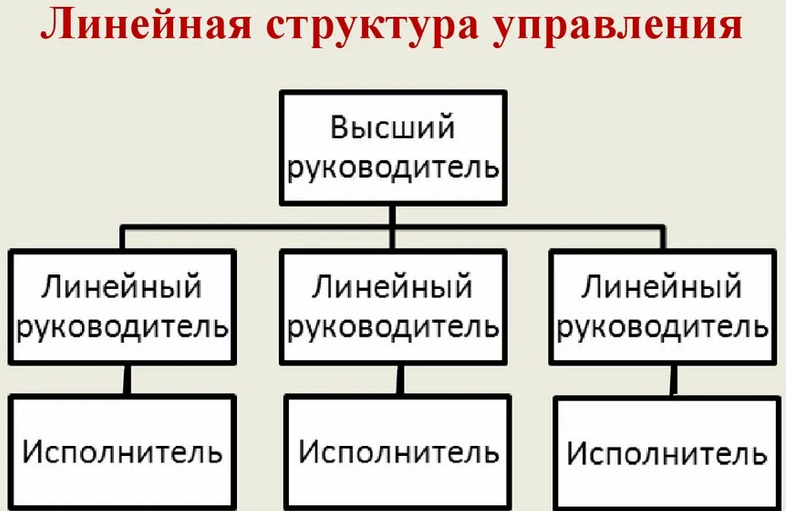 Линейная структура управления
Высший
руководитель
Линейный
руководитель
Линейный
руководитель
Линейный
руководитель
Исполнитель
Исполнитель
Исполнитель